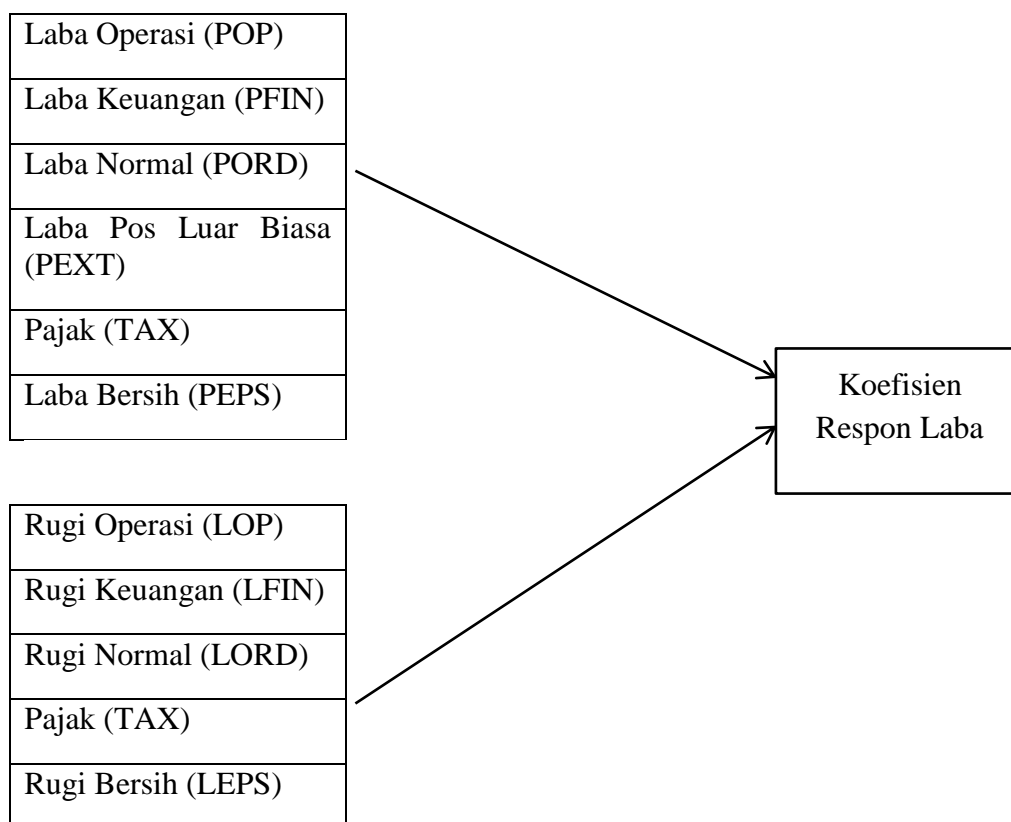 Laba Operasi (POP)
Laba Keuangan (PFIN)
Laba Normal (PORD)
Laba Pos Luar Biasa
(PEXT)
Pajak (TAX)
Laba Bersih (PEPS)
Koefisien
Respon Laba
Rugi Operasi (LOP)
Rugi Keuangan (LFIN)
Rugi Normal (LORD)
Pajak (TAX)
Rugi Bersih (LEPS)